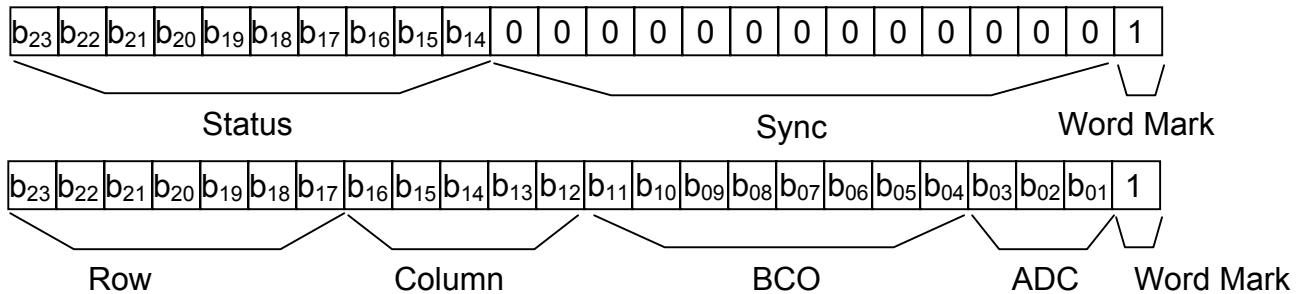 b23 b22 b21 b20 b19 b18 b17 b16 b15 b14 0 0 0 0 0 0 0 0 0 0 0 0 0 1
Status Sync Word Mark
b23 b22 b21 b20 b19 b18 b17 b16 b15 b14 b13 b12 b11 b10 b09 b08 b07 b06 b05 b04 b03 b02 b01 1
Row Column BCO ADC Word Mark